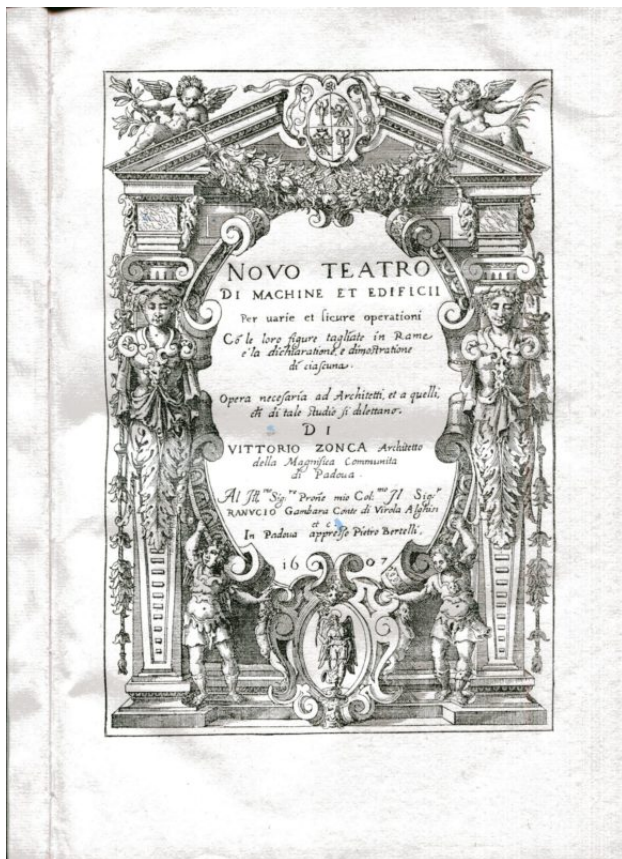 NOVO TEATRO
DI MACHINE ET EDIFICII
Per uarie et sicure operationi
Cõ le loro figure tagliate in Rame
e la dichiaratione, e dimostratione
di ciascuna.
Opera necesaria ad Architetti, et a quelli,
ch di tale studio si dilettano.
DI
VITTORIO ZONCA Architetto
della Magnifica Communita
di Padoua.
Al Ill.mo Sig.re Prone mio Col.mo Il Sig.r
RANVCIO Gambara Conte di Virola Alghisi
et c
In Padoua appresso Pietro Bertelli.
1607